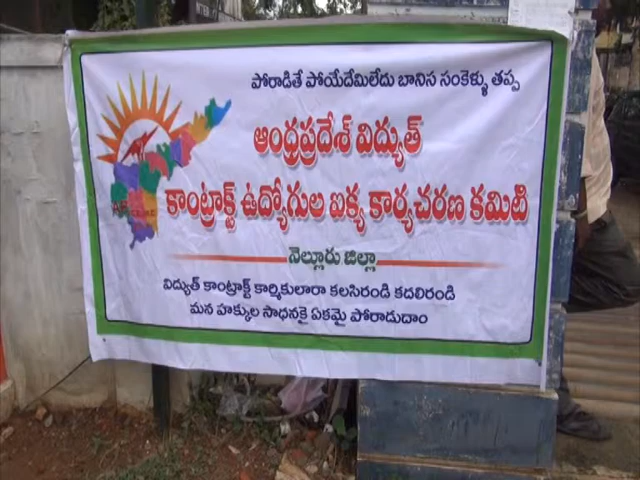 పోరాడితే పోయేదేమిలేదు బానిస సంకెళ్ళు తప్ప
ఆంధ్రప్రదేశ్ విద్యుత్
కాంట్రాక్ట్ ఉద్యోగుల ఐక్య కార్యచరణ కమిటి
నెల్లూరు జిల్లా
విద్యుత్ కాంట్రాక్ట్ కార్మికులారా కలసిరండి కదలిరండి
మన హక్కుల సాధనకై ఏకమై పోరాడుదాం